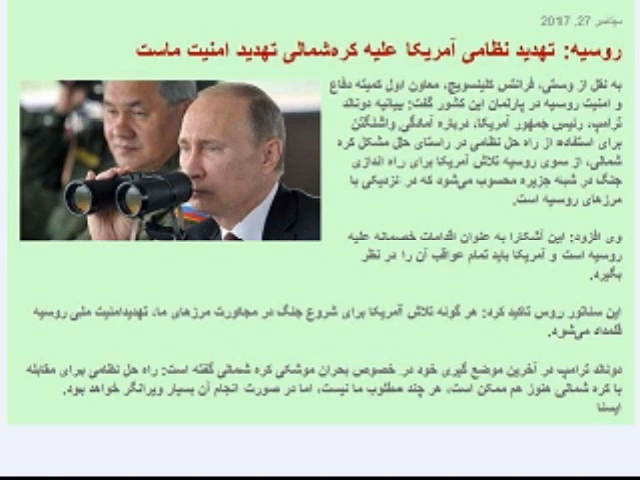 سپتامبر 27, 2017
روسیه: تهدید نظامی آمریکا علیه کره‌شمالی تهدید امنیت ماست
به نقل از وستی، فرانتس کلینسویچ، معاون اول کمیته دفاع
و امنیت روسیه در پارلمان این کشور گفت: بیانیه دونالد
ترامپ، رئیس جمهور آمریکا، درباره آمادگی واشنگتن
برای استفاده از راه حل نظامی در راستای حل مشکل کره
شمالی، از سوی روسیه تلاش آمریکا برای راه اندازی
جنگ در شبه جزیره محسوب می‌شود که در نزدیکی با
مرزهای روسیه است.
وی افزود: این آشکارا به عنوان اقدامات خصمانه علیه
روسیه است و آمریکا باید تمام عواقب آن را در نظر
بگیرد.
این سناتور روس تاکید کرد: هر گونه تلاش آمریکا برای شروع جنگ در مجاورت مرزهای ما، تهدیدامنیت ملی روسیه
قلمداد می‌شود.
دونالد ترامپ در آخرین موضع گیری خود در خصوص بحران موشکی کره شمالی گفته است: راه حل نظامی برای مقابله
با کره شمالی هنوز هم ممکن است، هر چند مطلوب ما نیست، اما در صورت انجام آن بسیار ویرانگر خواهد بود.
ایسنا